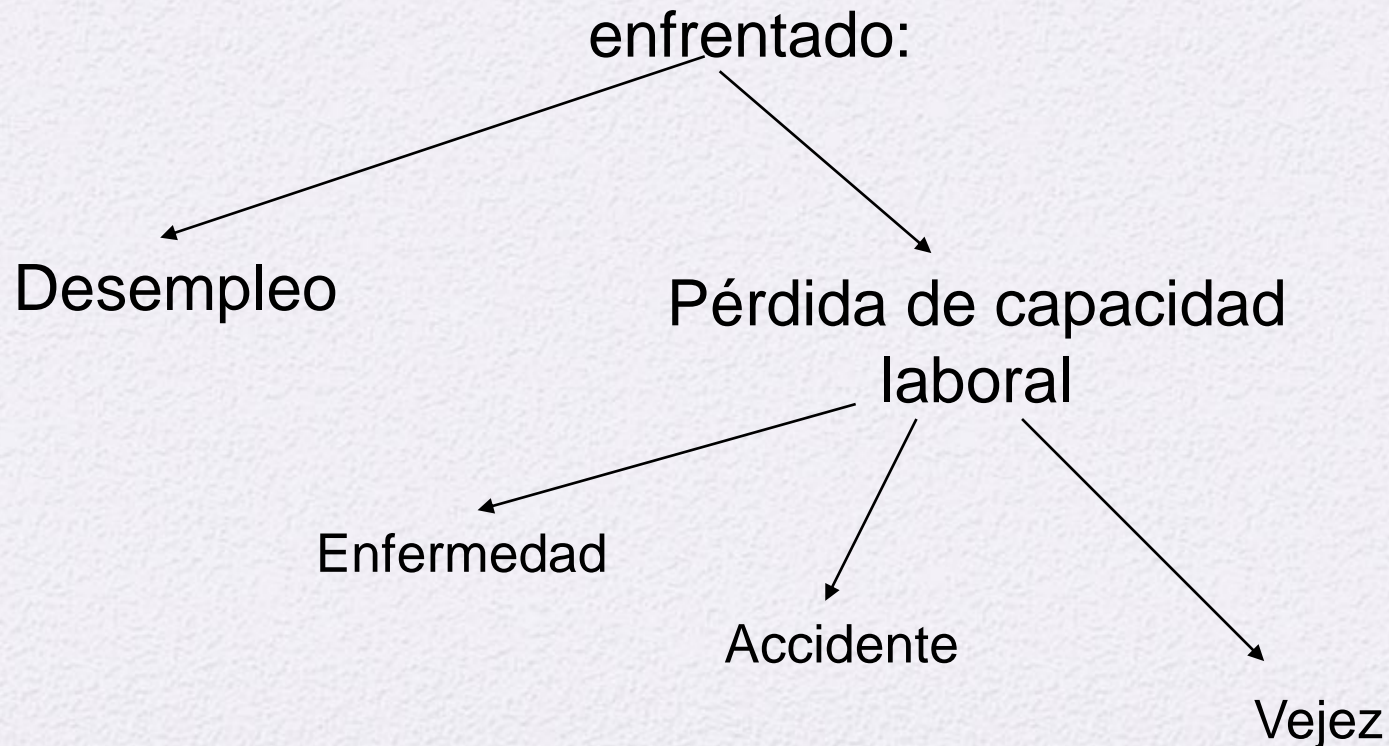 enfrentado:
Desempleo
Pérdida de capacidad
laboral
Enfermedad
Accidente
Vejez